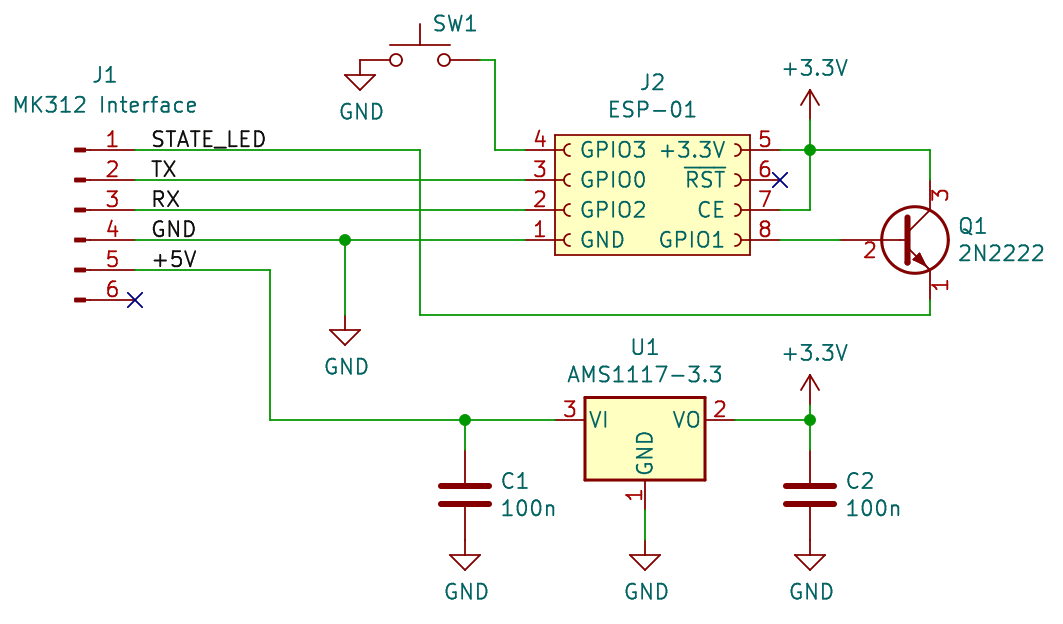 SW1
GND
J1
MK312 Interface
1 STATE_LED
2 TX
3 RX
4 GND
5 +5V
6
GND
J2
ESP-01
4 GPIO3 +3.3V 5
3 GPIO0 RST 6
2 GPIO2 CE 7
1 GND GPIO1 8
+3.3V
3
Q1
2N2222
2
1
U1
AMS1117-3.3
3 VI VO 2
GND
1
+3.3V
C1
100n
C2
100n
GND
GND
GND